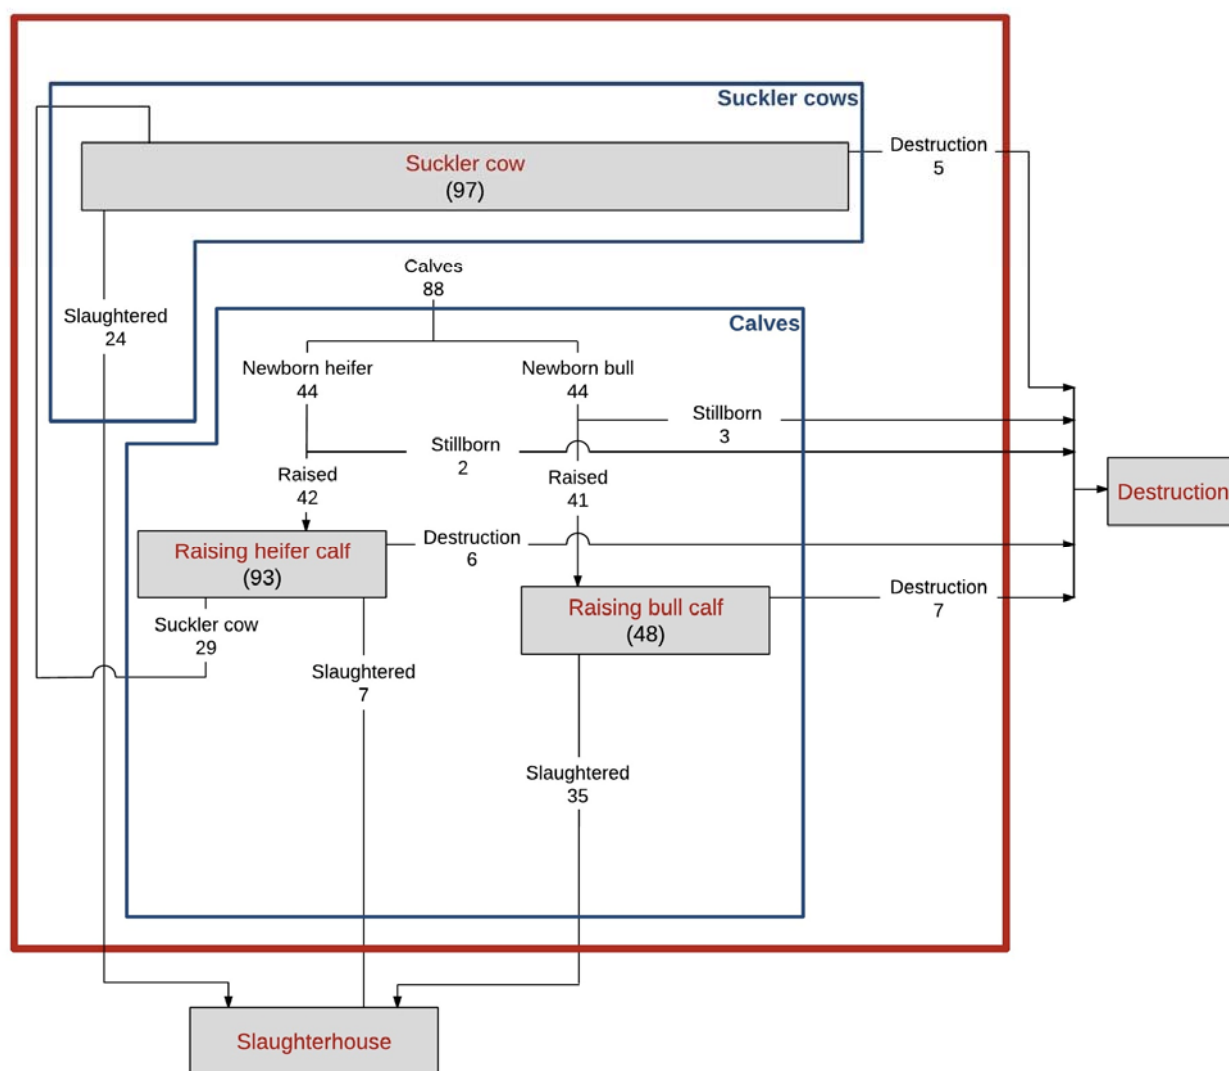 Suckler cows
Suckler cow
(97)
Destruction
5
Calves
88
Slaughtered
24
Calves
Newborn heifer
44
Newborn bull
44
Stillborn
3
Stillborn
2
Raised
42
Raised
41
Destruction
Raising heifer calf
(93)
Destruction
6
Raising bull calf
(48)
Destruction
7
Suckler cow
29
Slaughtered
7
Slaughtered
35
Slaughterhouse